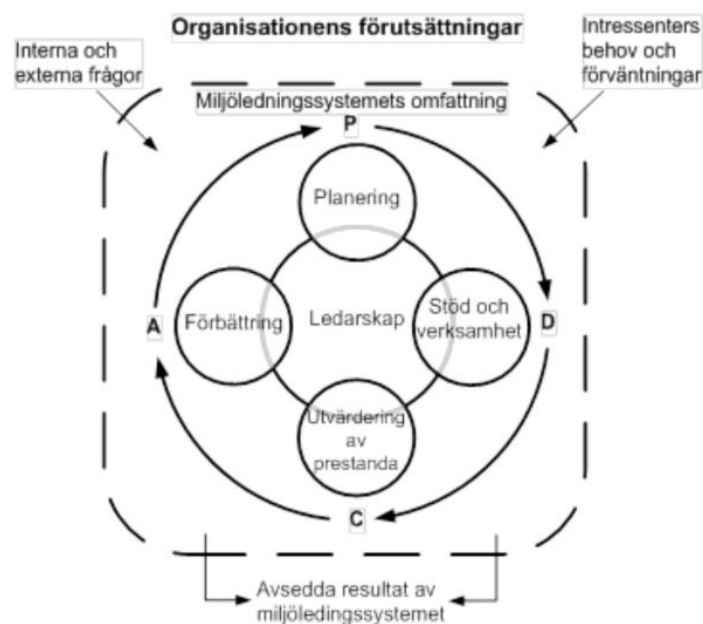 Organisationens förutsättningar
Interna och
externa frågor
Intressenters
behov och
förväntningar
Miljöledningssystemets omfattning
P
Planering
A
Förbättring
Ledarskap
Stöd och
verksamhet
D
Utvärdering
av
prestanda
C
Avsedda resultat av
miljöledingssystemet